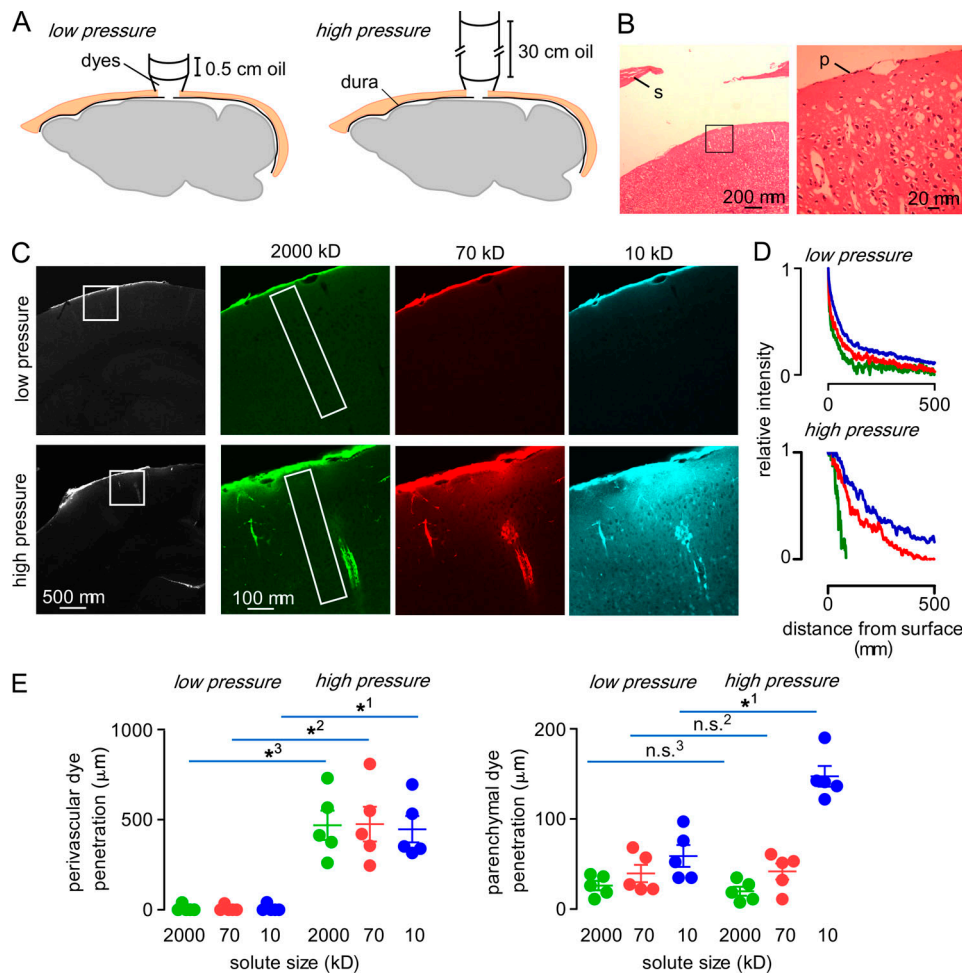 A
low pressure
dyes
0.5 cm oil
high pressure
30 cm oil
dura
B
s
200 mm
p
20 mm
C
2000 kD
70 kD
10 kD
low pressure
high pressure
500 mm
100 mm
D
low pressure
1
0
0
500
high pressure
1
0
0
500
relative intensity
distance from surface
(mm)
E
low pressure
high pressure
*1
*2
*3
perivascular dye
penetration (μm)
1000
500
0
2000
70
10
2000
70
10
solute size (kD)
low pressure
high pressure
*1
n.s.2
n.s.3
parenchymal dye
penetration (μm)
200
100
0
2000
70
10
2000
70
10
solute size (kD)